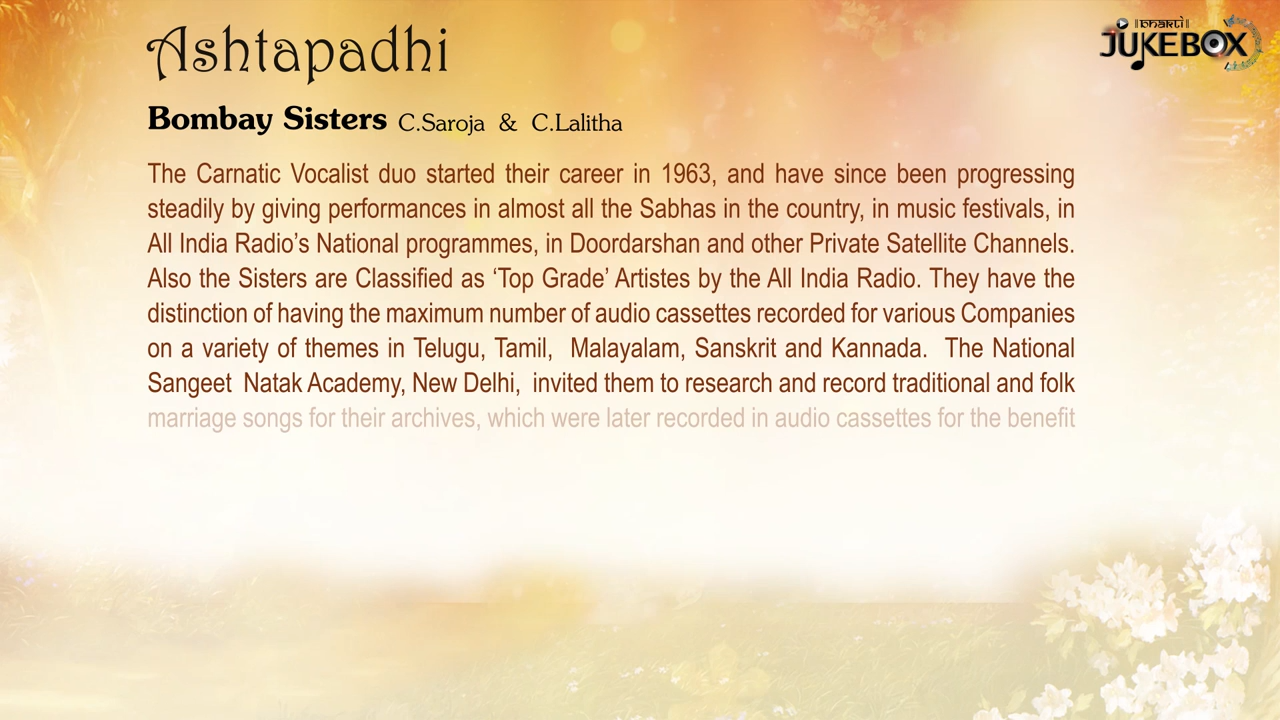 Ashtapadhi
॥bhakti॥
JUKEBOX
Bombay Sisters C.Saroja & C.Lalitha
The Carnatic Vocalist duo started their career in 1963, and have since been progressing
steadily by giving performances in almost all the Sabhas in the country, in music festivals, in
All India Radio’s National programmes, in Doordarshan and other Private Satellite Channels.
Also the Sisters are Classified as ‘Top Grade’ Artistes by the All India Radio. They have the
distinction of having the maximum number of audio cassettes recorded for various Companies
on a variety of themes in Telugu, Tamil, Malayalam, Sanskrit and Kannada. The National
Sangeet Natak Academy, New Delhi, invited them to research and record traditional and folk
marriage songs for their archives, which were later recorded in audio cassettes for the benefit